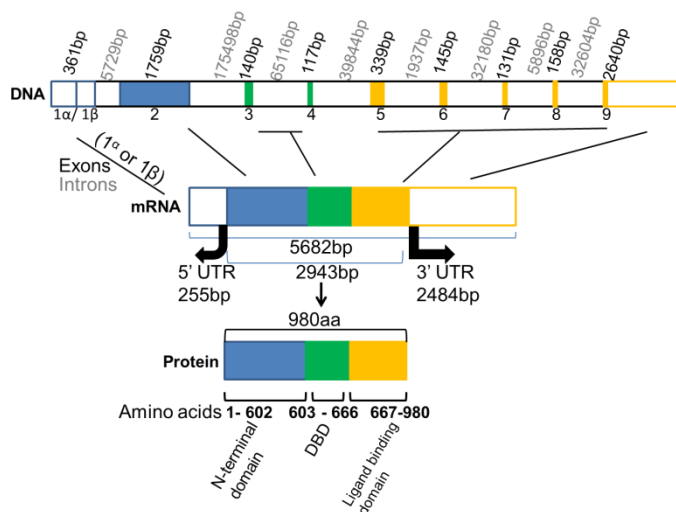 361bp 5729bp 1759bp 175498bp 140bp 65116bp 117bp 39844bp 339bp 1937bp 145bp 32180bp 131bp 5896bp 158bp 32604bp 2640bp
DNA
1α/ 1β 2 3 4 5 6 7 8 9
(1α or 1β)
Exons
Introns
mRNA
5682bp
5’ UTR 2943bp 3’ UTR
255bp 2484bp
980aa
Protein
Amino acids 1- 602 603 - 666 667-980
N-terminal
domain
DBD
Ligand binding
domain